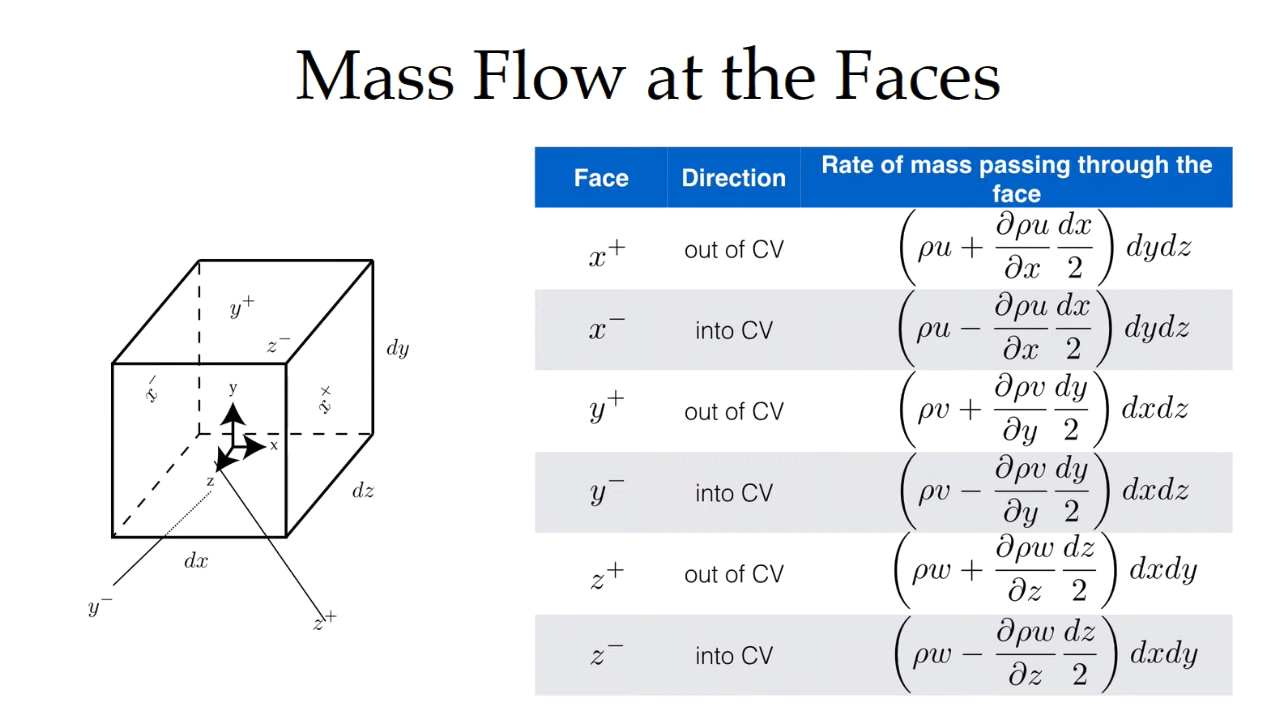 Mass Flow at the Faces
Face Direction Rate of mass passing through the
face
x⁺ out of CV (ρu + ∂ρu/∂x dx/2) dydz
x⁻ into CV (ρu − ∂ρu/∂x dx/2) dydz
y⁺ out of CV (ρv + ∂ρv/∂y dy/2) dxdz
y⁻ into CV (ρv − ∂ρv/∂y dy/2) dxdz
z⁺ out of CV (ρw + ∂ρw/∂z dz/2) dxdy
z⁻ into CV (ρw − ∂ρw/∂z dz/2) dxdy
y⁺
z⁻
dy
x⁻
x⁺
y
x
z
dz
dx
y⁻
z⁺